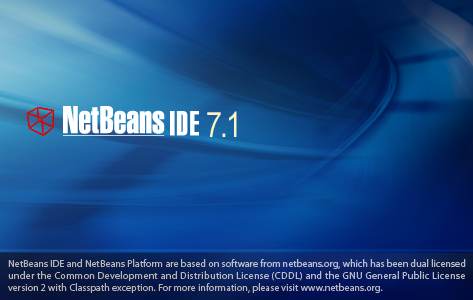 NetBeans IDE 7.1
NetBeans IDE and NetBeans Platform are based on software from netbeans.org, which has been dual licensed
under the Common Development and Distribution License (CDDL) and the GNU General Public License
version 2 with Classpath exception. For more information, please visit www.netbeans.org.